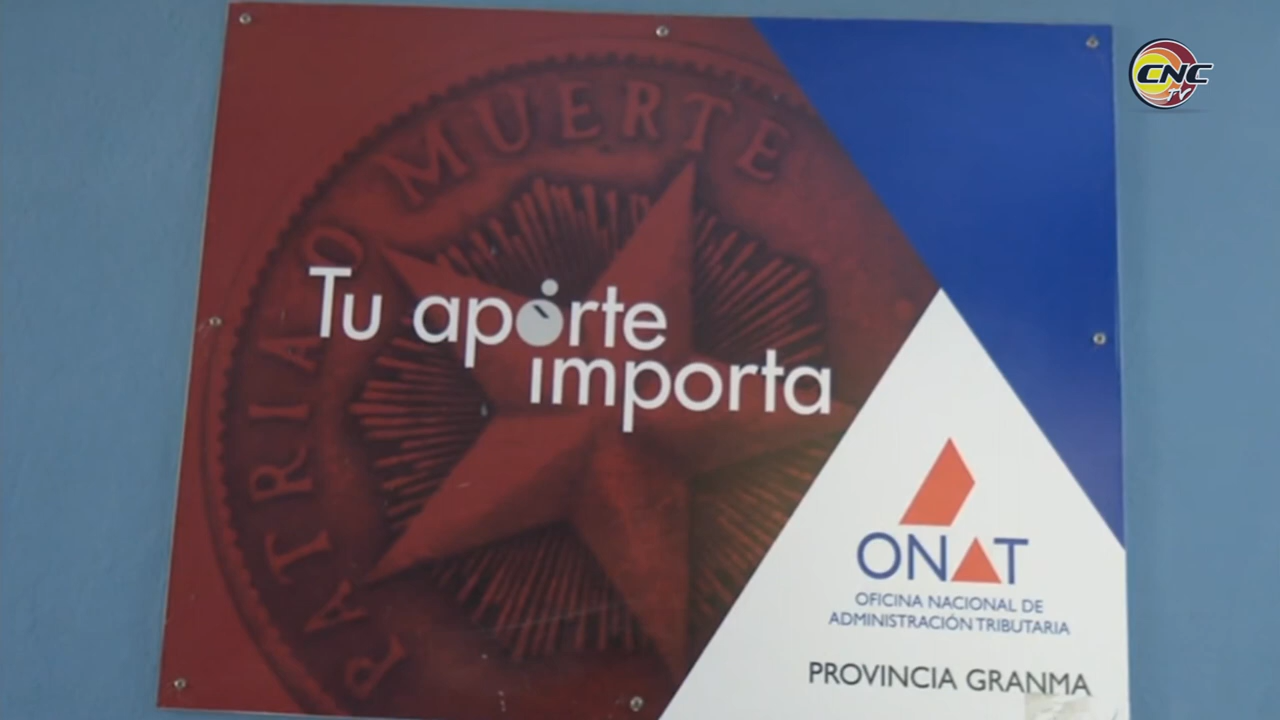 CNC
TV
PATRIA O MUERTE
Tu aporte
importa
ONAT
OFICINA NACIONAL DE
ADMINISTRACIÓN TRIBUTARIA
PROVINCIA GRANMA